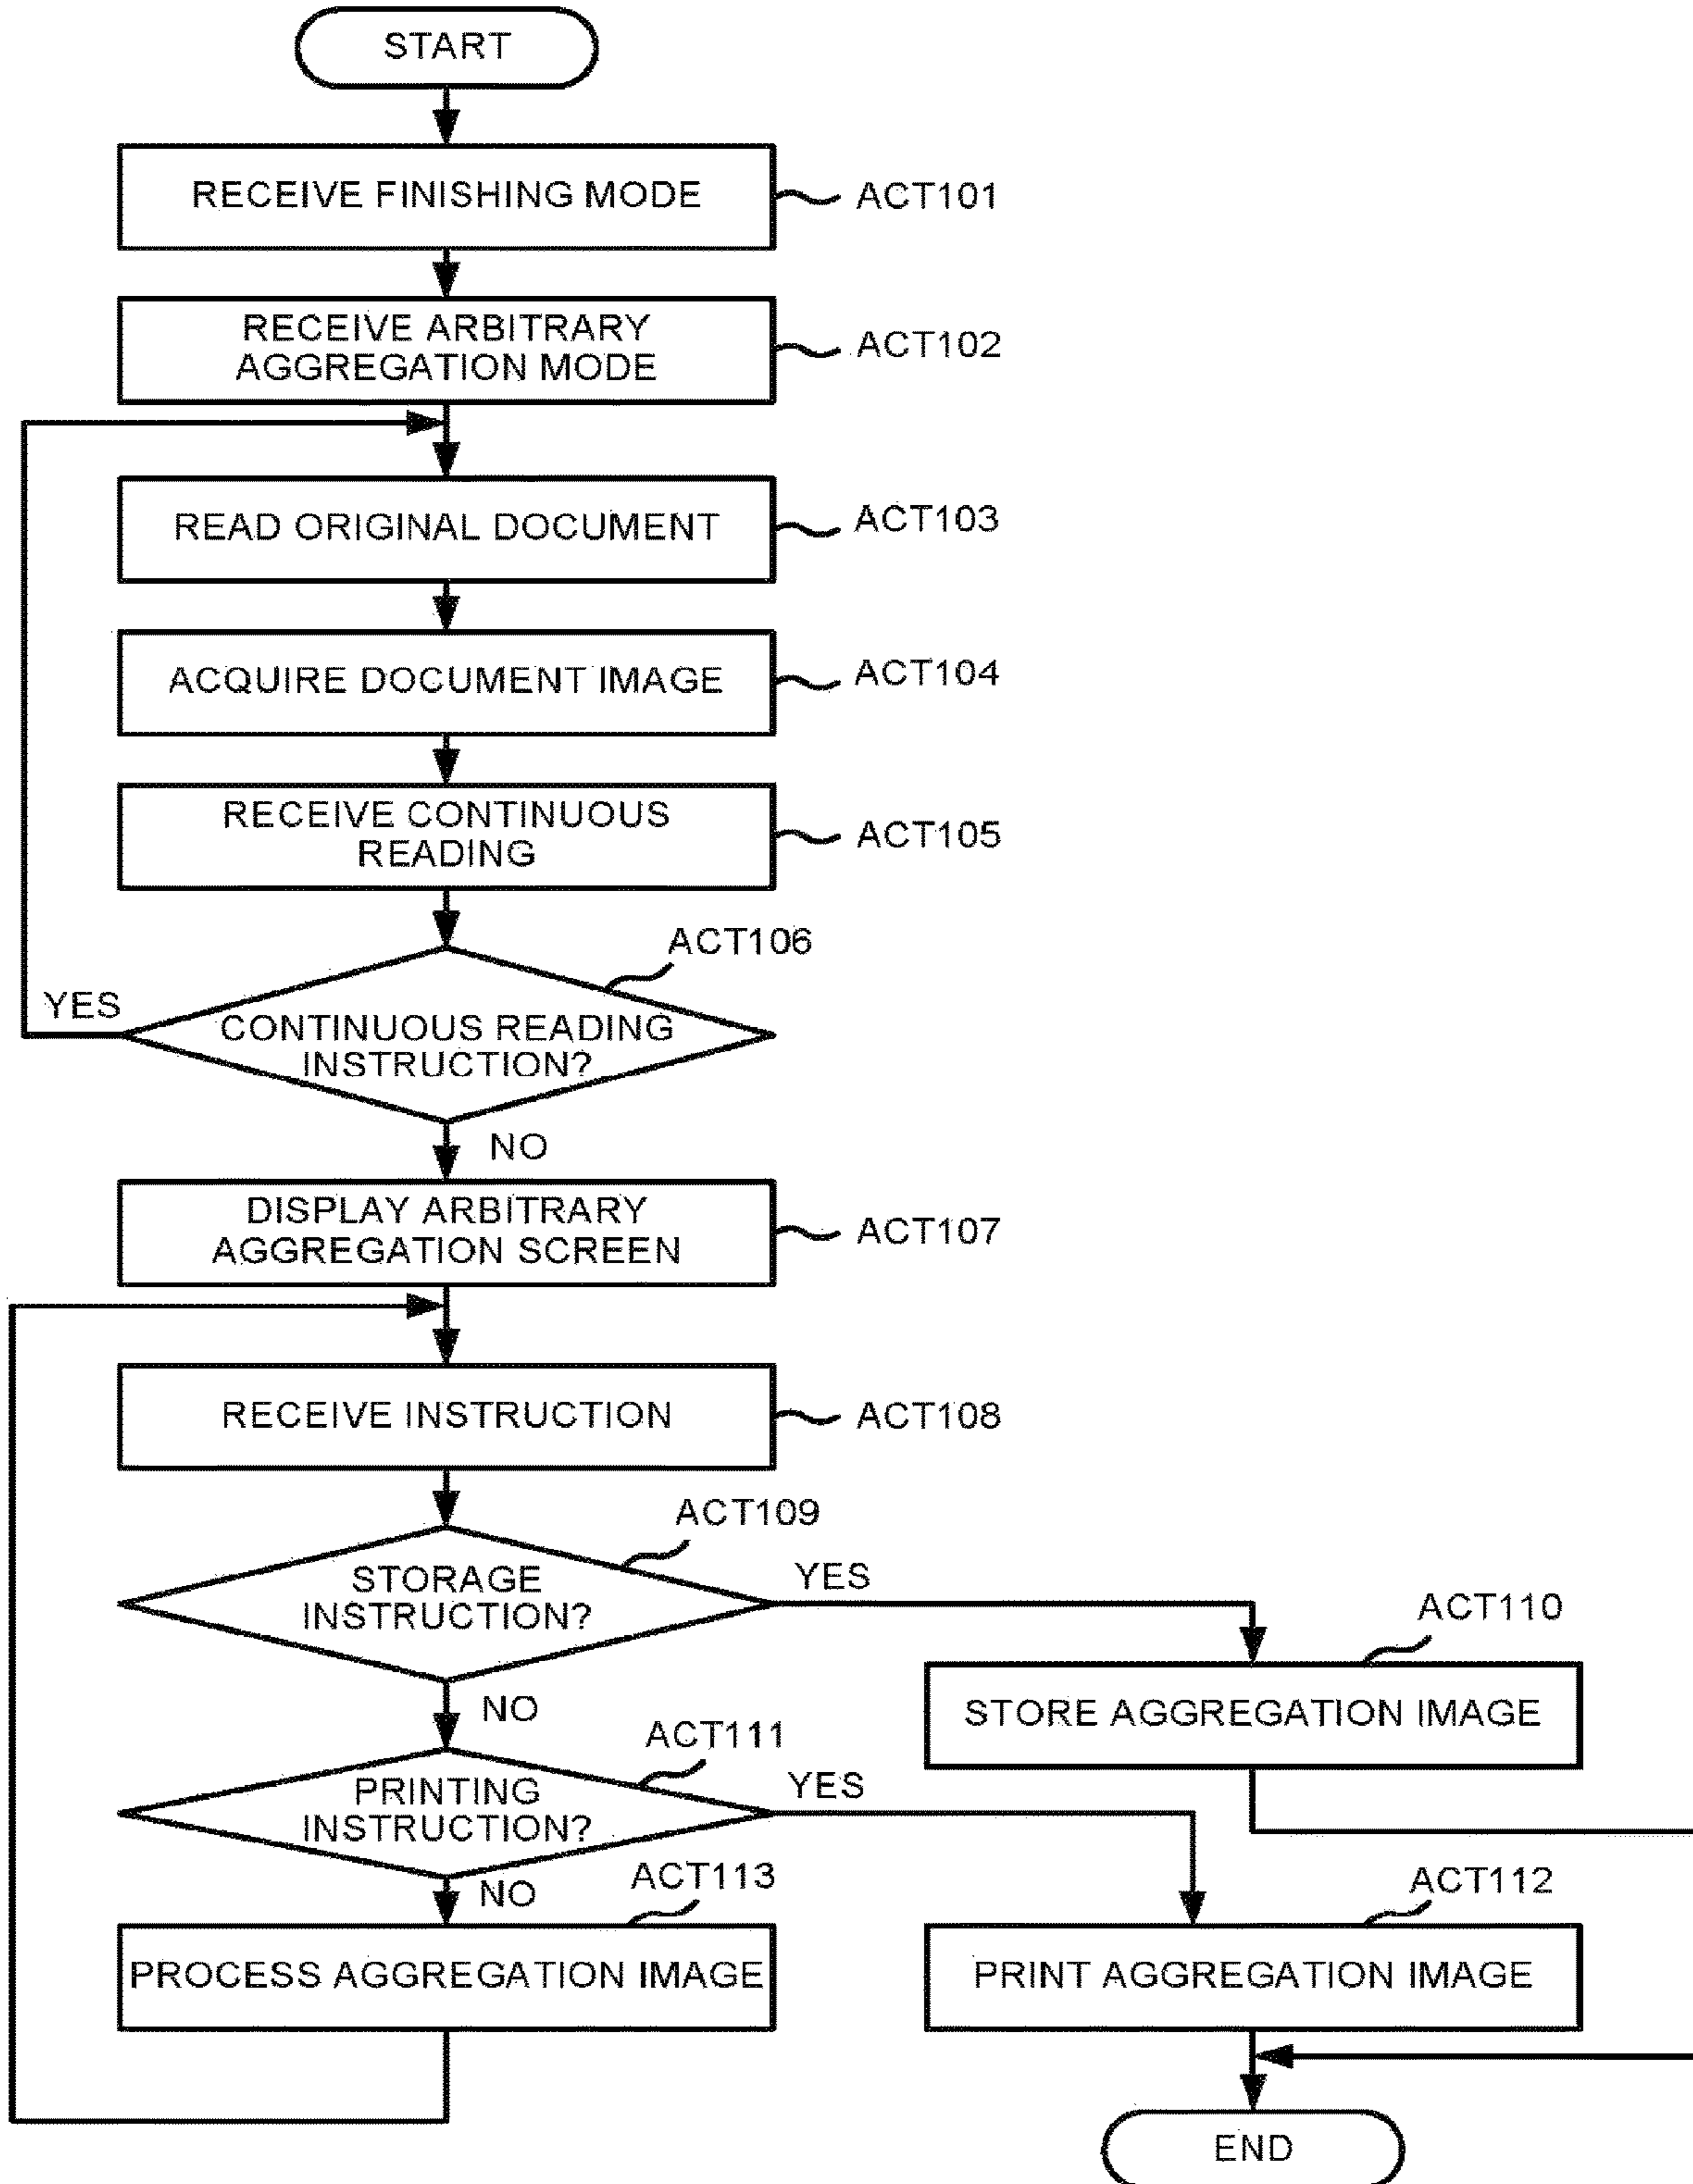 START
RECEIVE FINISHING MODE
ACT101
RECEIVE ARBITRARY
AGGREGATION MODE
ACT102
READ ORIGINAL DOCUMENT
ACT103
ACQUIRE DOCUMENT IMAGE
ACT104
RECEIVE CONTINUOUS
READING
ACT105
ACT106
YES
CONTINUOUS READING
INSTRUCTION?
NO
DISPLAY ARBITRARY
AGGREGATION SCREEN
ACT107
RECEIVE INSTRUCTION
ACT108
ACT109
STORAGE
INSTRUCTION?
YES
ACT110
STORE AGGREGATION IMAGE
NO
ACT111
PRINTING
INSTRUCTION?
YES
NO
ACT113
PROCESS AGGREGATION IMAGE
ACT112
PRINT AGGREGATION IMAGE
END